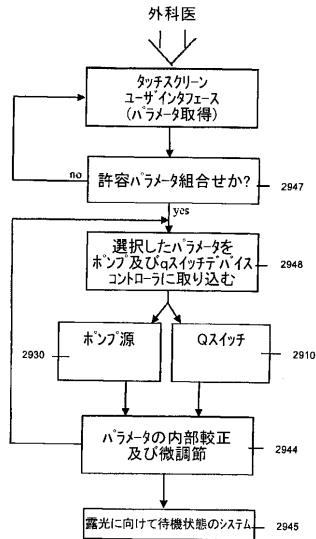 外科医
タッチスクリーン
ユーザインタフェース
(パラメータ取得)
no
許容パラメータ組合せか?
2947
yes
選択したパラメータを
ポンプ及びqスイッチデバイス
コントローラに取り込む
2948
2930
ポンプ源
Qスイッチ
2910
パラメータの内部較正
及び微調節
2944
露光に向けて待機状態のシステム
2945